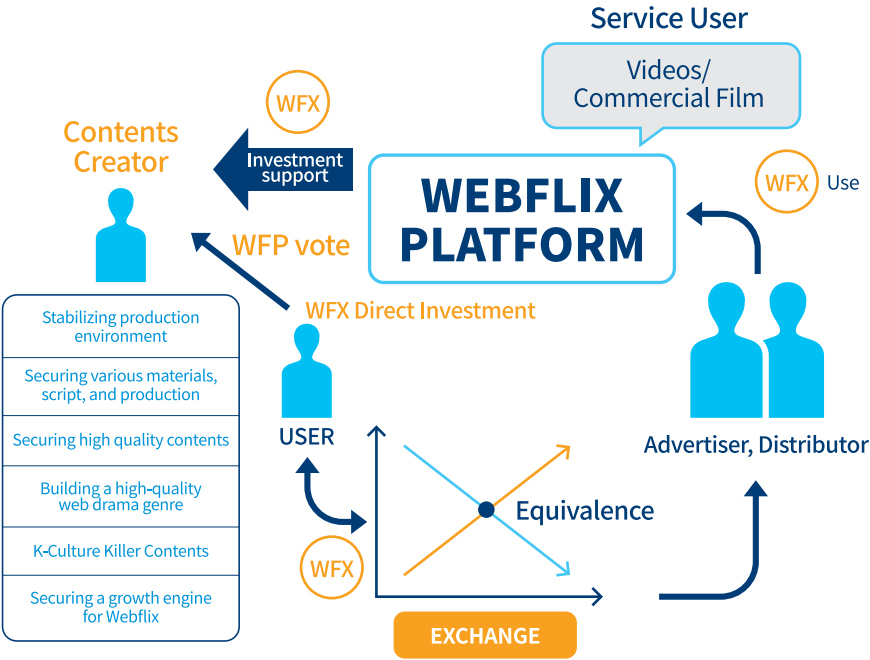 Service User
Videos/
Commercial Film
WFX
Contents
Creator
Investment
support
WEBFLIX
PLATFORM
WFX
Use
WFP vote
WFX Direct Investment
Stabilizing production
environment
Securing various materials,
script, and production
Securing high quality contents
Building a high-quality
web drama genre
K-Culture Killer Contents
Securing a growth engine
for Webflix
USER
Advertiser, Distributor
Equivalence
WFX
EXCHANGE